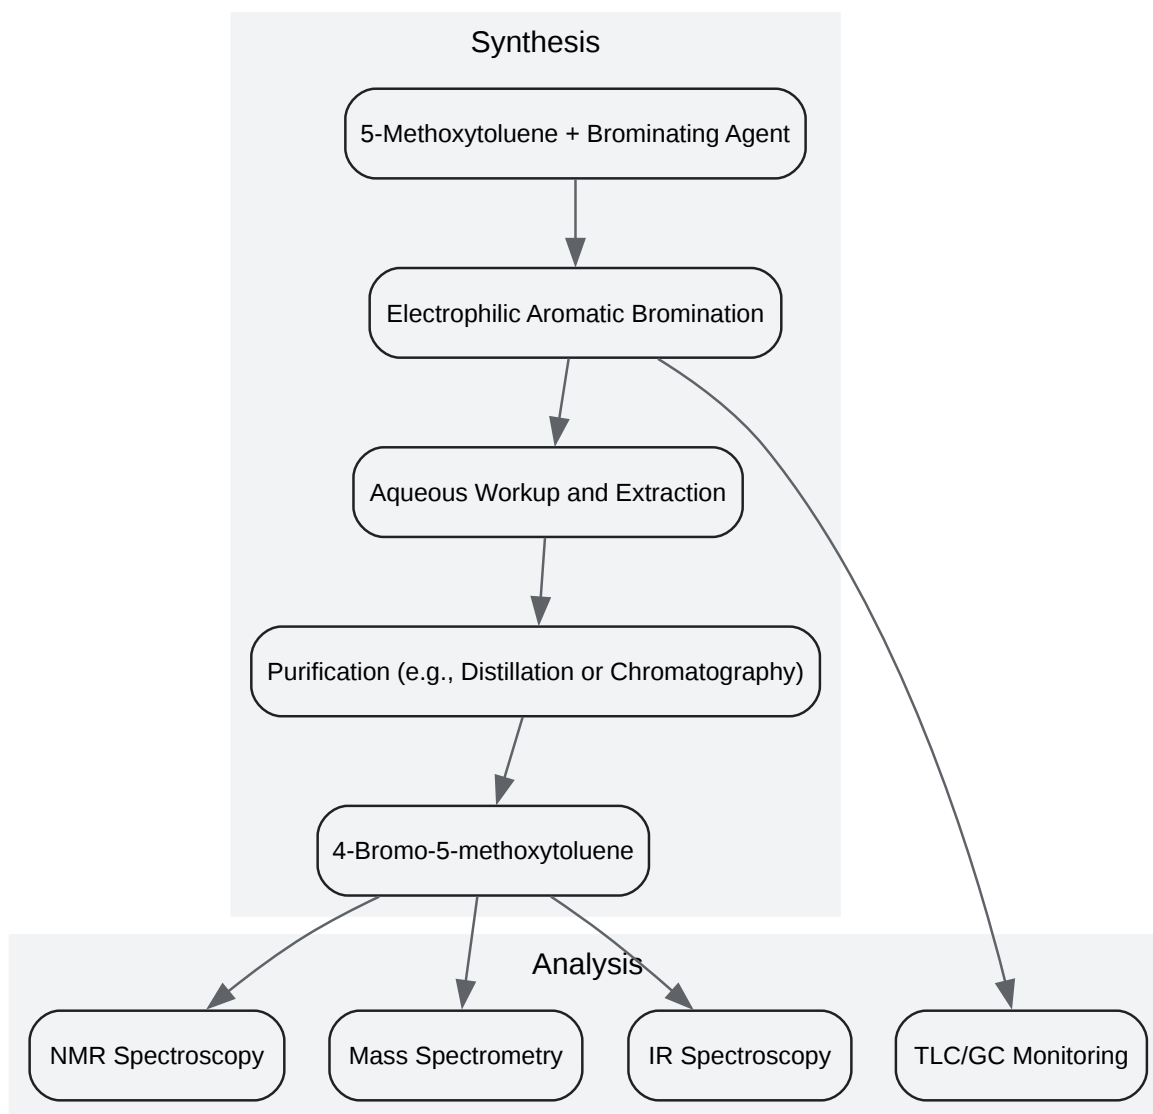 Synthesis
5-Methoxytoluene + Brominating Agent
Electrophilic Aromatic Bromination
Aqueous Workup and Extraction
Purification (e.g., Distillation or Chromatography)
4-Bromo-5-methoxytoluene
Analysis
NMR Spectroscopy
Mass Spectrometry
IR Spectroscopy
TLC/GC Monitoring